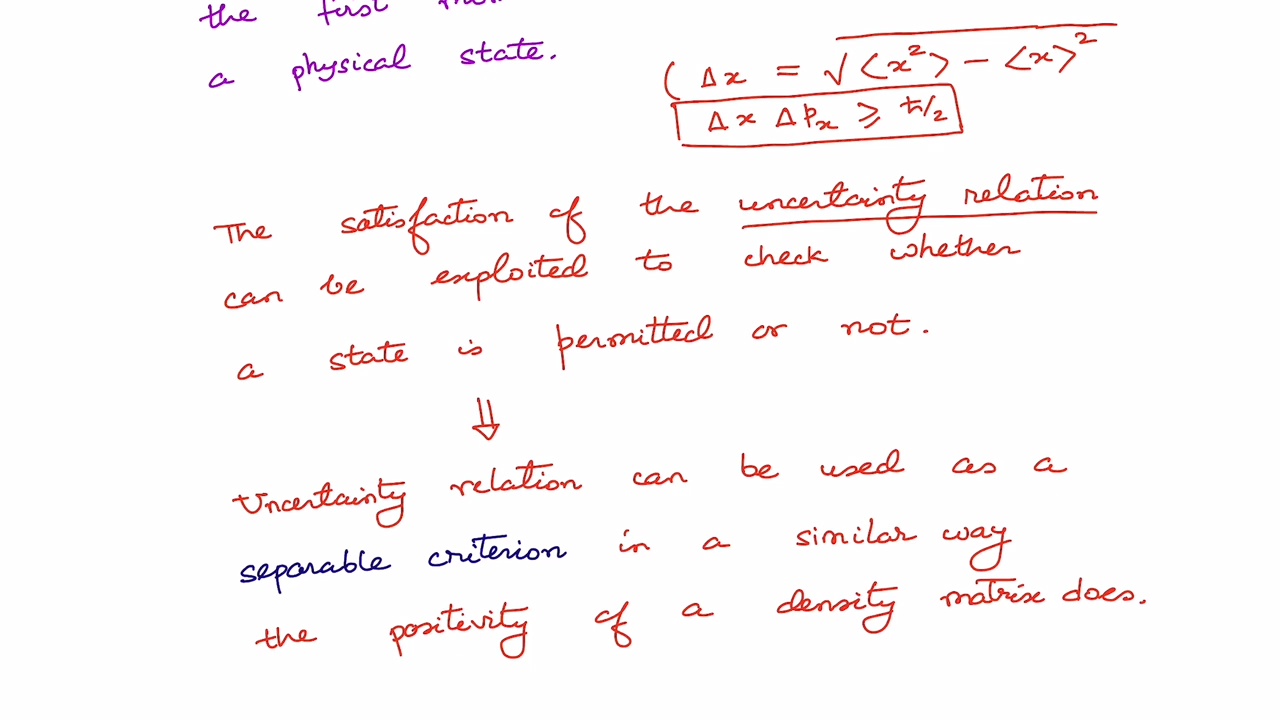 the first
a physical state.
( Δx = √⟨x²⟩ - ⟨x⟩²
Δx Δpₓ ⩾ ħ/2
The satisfaction of the uncertainty relation
can be exploited to check whether
a state is permitted or not.
⇓
Uncertainty relation can be used as a
separable criterion in a similar way
the positivity of a density matrix does.